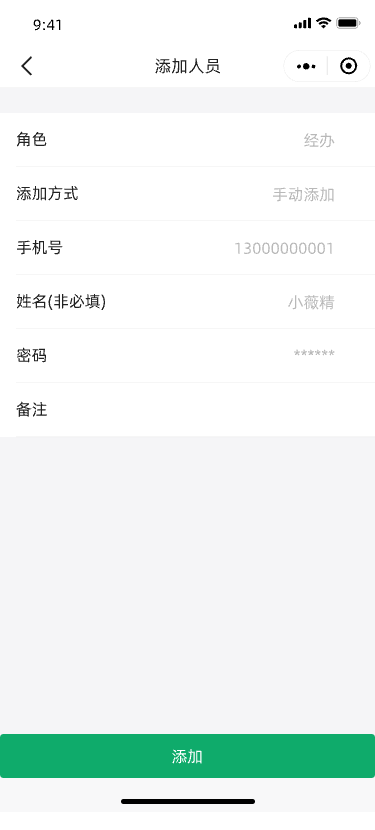 9:41
添加人员
角色
经办
添加方式
手动添加
手机号
13000000001
姓名(非必填)
小薇精
密码
******
备注
添加